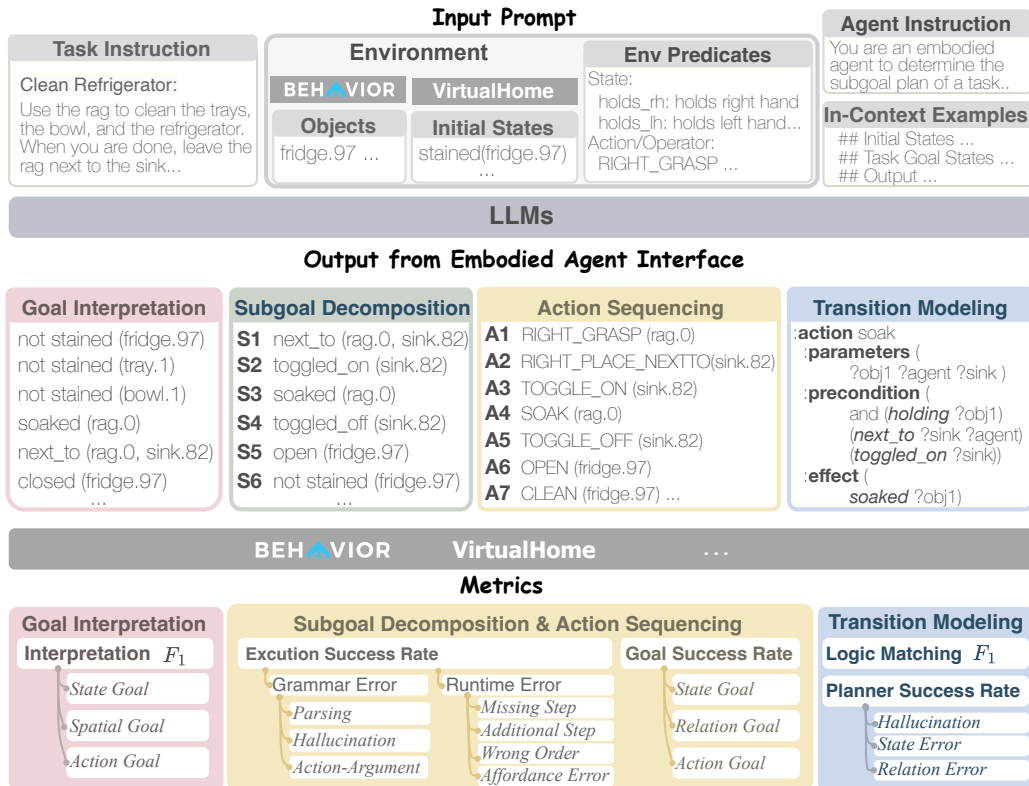 Input Prompt
Task Instruction
Clean Refrigerator:
Use the rag to clean the trays,
the bowl, and the refrigerator.
When you are done, leave the
rag next to the sink...
Environment
BEHAVIOR
VirtualHome
Objects
fridge.97 ...
Initial States
stained(fridge.97)
...
Env Predicates
State:
holds_rh: holds right hand
holds_lh: holds left hand...
Action/Operator:
RIGHT_GRASP ...
Agent Instruction
You are an embodied
agent to determine the
subgoal plan of a task..
In-Context Examples
## Initial States ...
## Task Goal States ...
## Output ...
LLMs
Output from Embodied Agent Interface
Goal Interpretation
not stained (fridge.97)
not stained (tray.1)
not stained (bowl.1)
soaked (rag.0)
next_to (rag.0, sink.82)
closed (fridge.97)
...
Subgoal Decomposition
S1 next_to (rag.0, sink.82)
S2 toggled_on (sink.82)
S3 soaked (rag.0)
S4 toggled_off (sink.82)
S5 open (fridge.97)
S6 not stained (fridge.97)
...
Action Sequencing
A1 RIGHT_GRASP (rag.0)
A2 RIGHT_PLACE_NEXTTO(sink.82)
A3 TOGGLE_ON (sink.82)
A4 SOAK (rag.0)
A5 TOGGLE_OFF (sink.82)
A6 OPEN (fridge.97)
A7 CLEAN (fridge.97) ...
Transition Modeling
:action soak
:parameters (
?obj1 ?agent ?sink )
:precondition (
and (holding ?obj1)
(next_to ?sink ?agent)
(toggled_on ?sink))
:effect (
soaked ?obj1)
BEHAVIOR VirtualHome ...
Metrics
Goal Interpretation
Interpretation F1
State Goal
Spatial Goal
Action Goal
Subgoal Decomposition & Action Sequencing
Excution Success Rate
Grammar Error
Parsing
Hallucination
Action-Argument
Runtime Error
Missing Step
Additional Step
Wrong Order
Affordance Error
Goal Success Rate
State Goal
Relation Goal
Action Goal
Transition Modeling
Logic Matching F1
Planner Success Rate
Hallucination
State Error
Relation Error